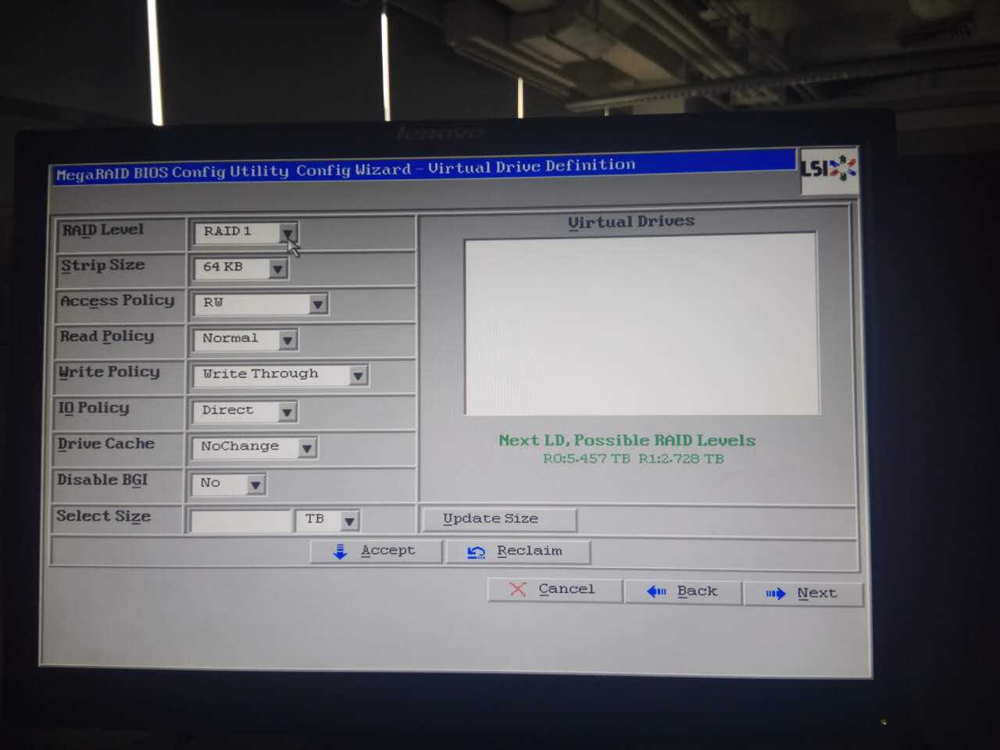 lenovo
MegaRAID BIOS Config Utility Config Wizard - Virtual Drive Definition
LSI
RAID Level
RAID 1
Strip Size
64 KB
Access Policy
RW
Read Policy
Normal
Write Policy
Write Through
IO Policy
Direct
Drive Cache
NoChange
Disable BGI
No
Select Size
TB
Update Size
Virtual Drives
Next LD, Possible RAID Levels
R0:5.457 TB R1:2.728 TB
Accept
Reclaim
Cancel
Back
Next